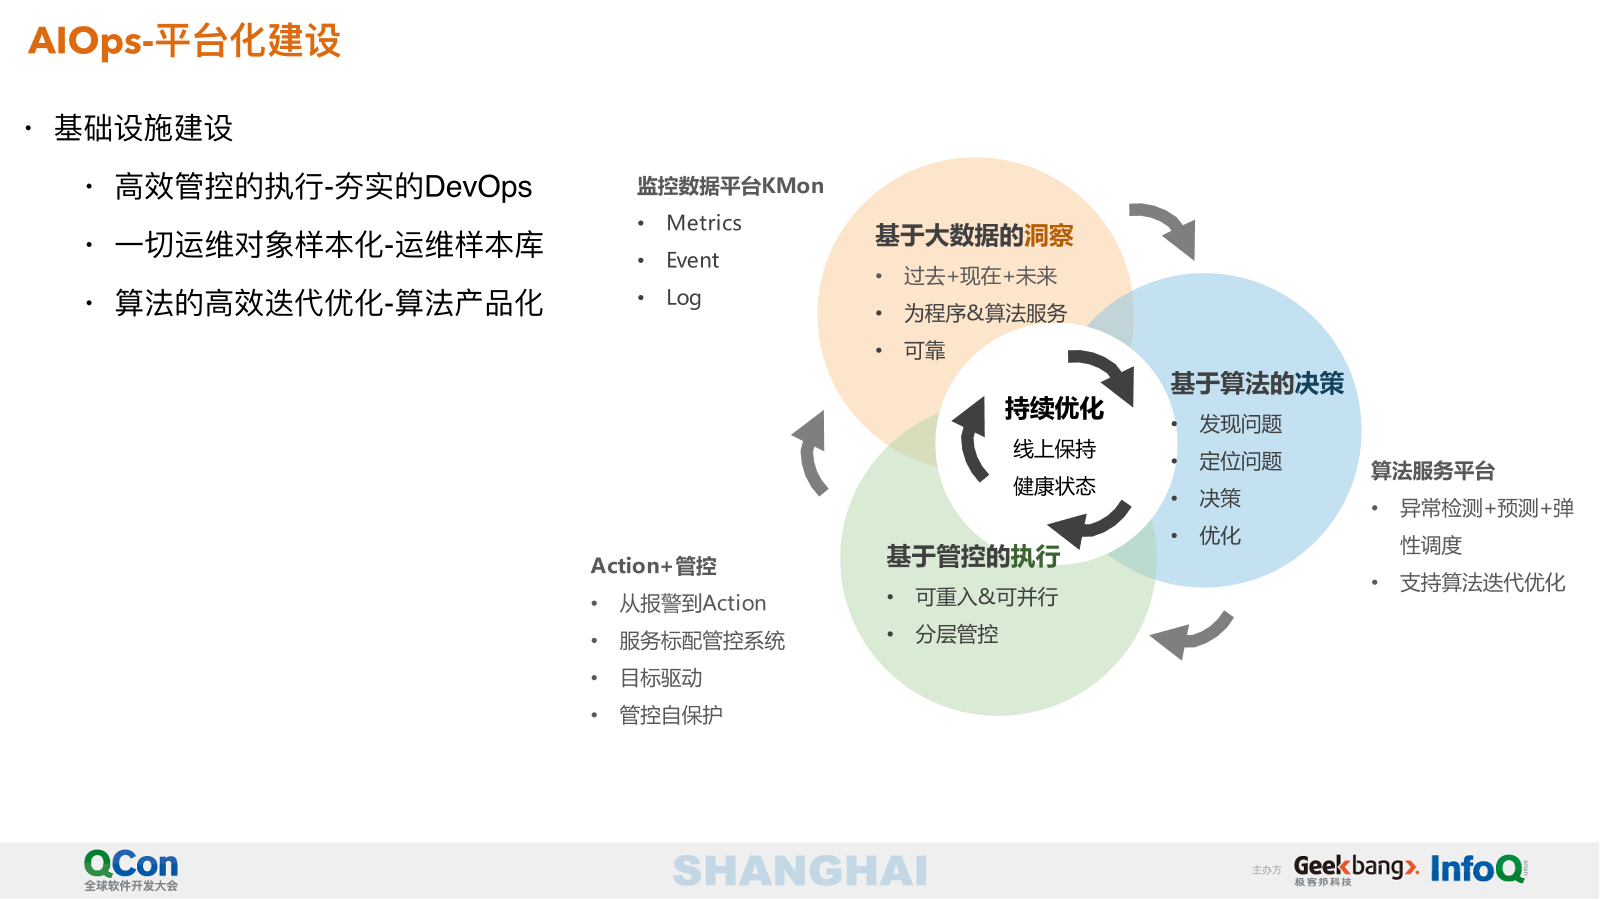 AIOps-平台化建设
• 基础设施建设
• 高效管控的执行-夯实的DevOps
• 一切运维对象样本化-运维样本库
• 算法的高效迭代优化-算法产品化
监控数据平台KMon
• Metrics
• Event
• Log
基于大数据的洞察
• 过去+现在+未来
• 为程序&算法服务
• 可靠
基于算法的决策
• 发现问题
• 定位问题
• 决策
• 优化
持续优化
线上保持
健康状态
算法服务平台
• 异常检测+预测+弹
性调度
• 支持算法迭代优化
基于管控的执行
• 可重入&可并行
• 分层管控
Action+管控
• 从报警到Action
• 服务标配管控系统
• 目标驱动
• 管控自保护
QCon
全球软件开发大会
SHANGHAI
主办方
Geekbang>.
极客邦科技
InfoQ